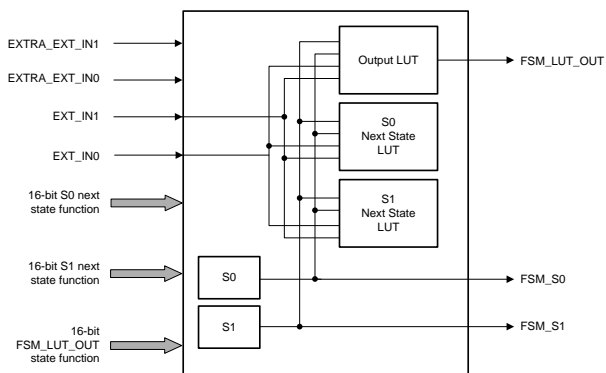 EXTRA_EXT_IN1
EXTRA_EXT_IN0
EXT_IN1
EXT_IN0
16-bit S0 next
state function
16-bit S1 next
state function
16-bit
FSM_LUT_OUT
state function
Output LUT
S0
Next State
LUT
S1
Next State
LUT
S0
S1
FSM_LUT_OUT
FSM_S0
FSM_S1